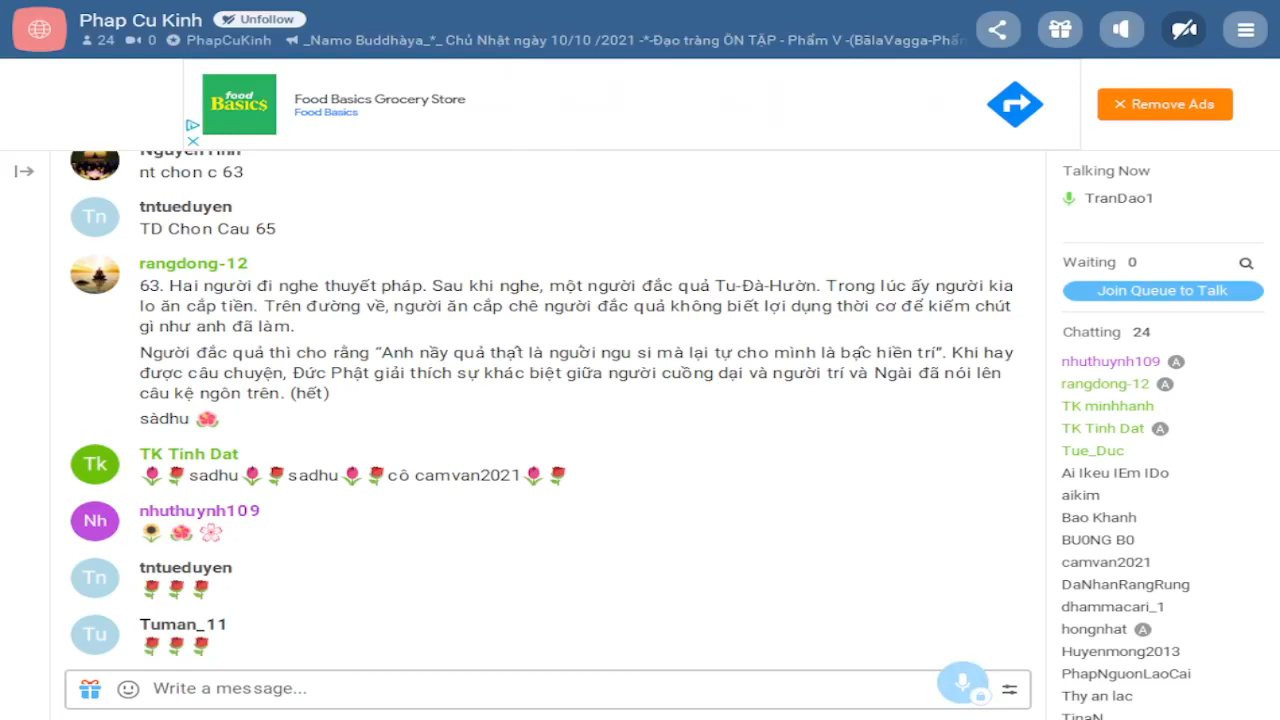 Phap Cu Kinh Unfollow
24 0 PhapCuKinh _Namo Buddhàya_*_ Chủ Nhật ngày 10/10 /2021 -*-Đạo tràng ÔN TẬP - Phẩm V -(BālaVagga-Phẩm
food
BASICS
Food Basics Grocery Store
Food Basics
Remove Ads
NguyenTinh
nt chon c 63
Tn
tntueduyen
TD Chon Cau 65
rangdong-12
63. Hai người đi nghe thuyết pháp. Sau khi nghe, một người đắc quả Tu-Đà-Hườn. Trong lúc ấy người kia
lo ăn cắp tiền. Trên đường về, người ăn cắp chê người đắc quả không biết lợi dụng thời cơ để kiếm chút
gì như anh đã làm.
Người đắc quả thì cho rằng “Anh nầy quả thật là người ngu si mà lại tự cho mình là bậc hiền trí”. Khi hay
được câu chuyện, Đức Phật giải thích sự khác biệt giữa người cuồng dại và người trí và Ngài đã nói lên
câu kệ ngôn trên. (hết)
sàdhu
Tk
TK Tinh Dat
sadhu sadhu cô camvan2021
Nh
nhuthuynh109
Tn
tntueduyen
Tu
Tuman_11
Write a message...
Talking Now
TranDao1
Waiting 0
Join Queue to Talk
Chatting 24
nhuthuynh109 A
rangdong-12 A
TK minhhanh
TK Tinh Dat A
Tue_Duc
Ai Ikeu IEm IDo
aikim
Bao Khanh
BU0NG B0
camvan2021
DaNhanRangRung
dhammacari_1
hongnhat A
Huyenmong2013
PhapNguonLaoCai
Thy an lac
TinaN